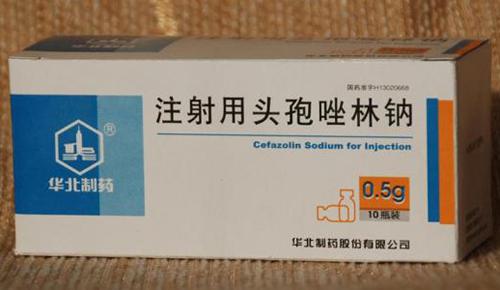 国药准字H13020668
注射用头孢唑林钠
Cefazolin Sodium for Injection
®
华北制药
0.5g
10瓶装
华北制药股份有限公司